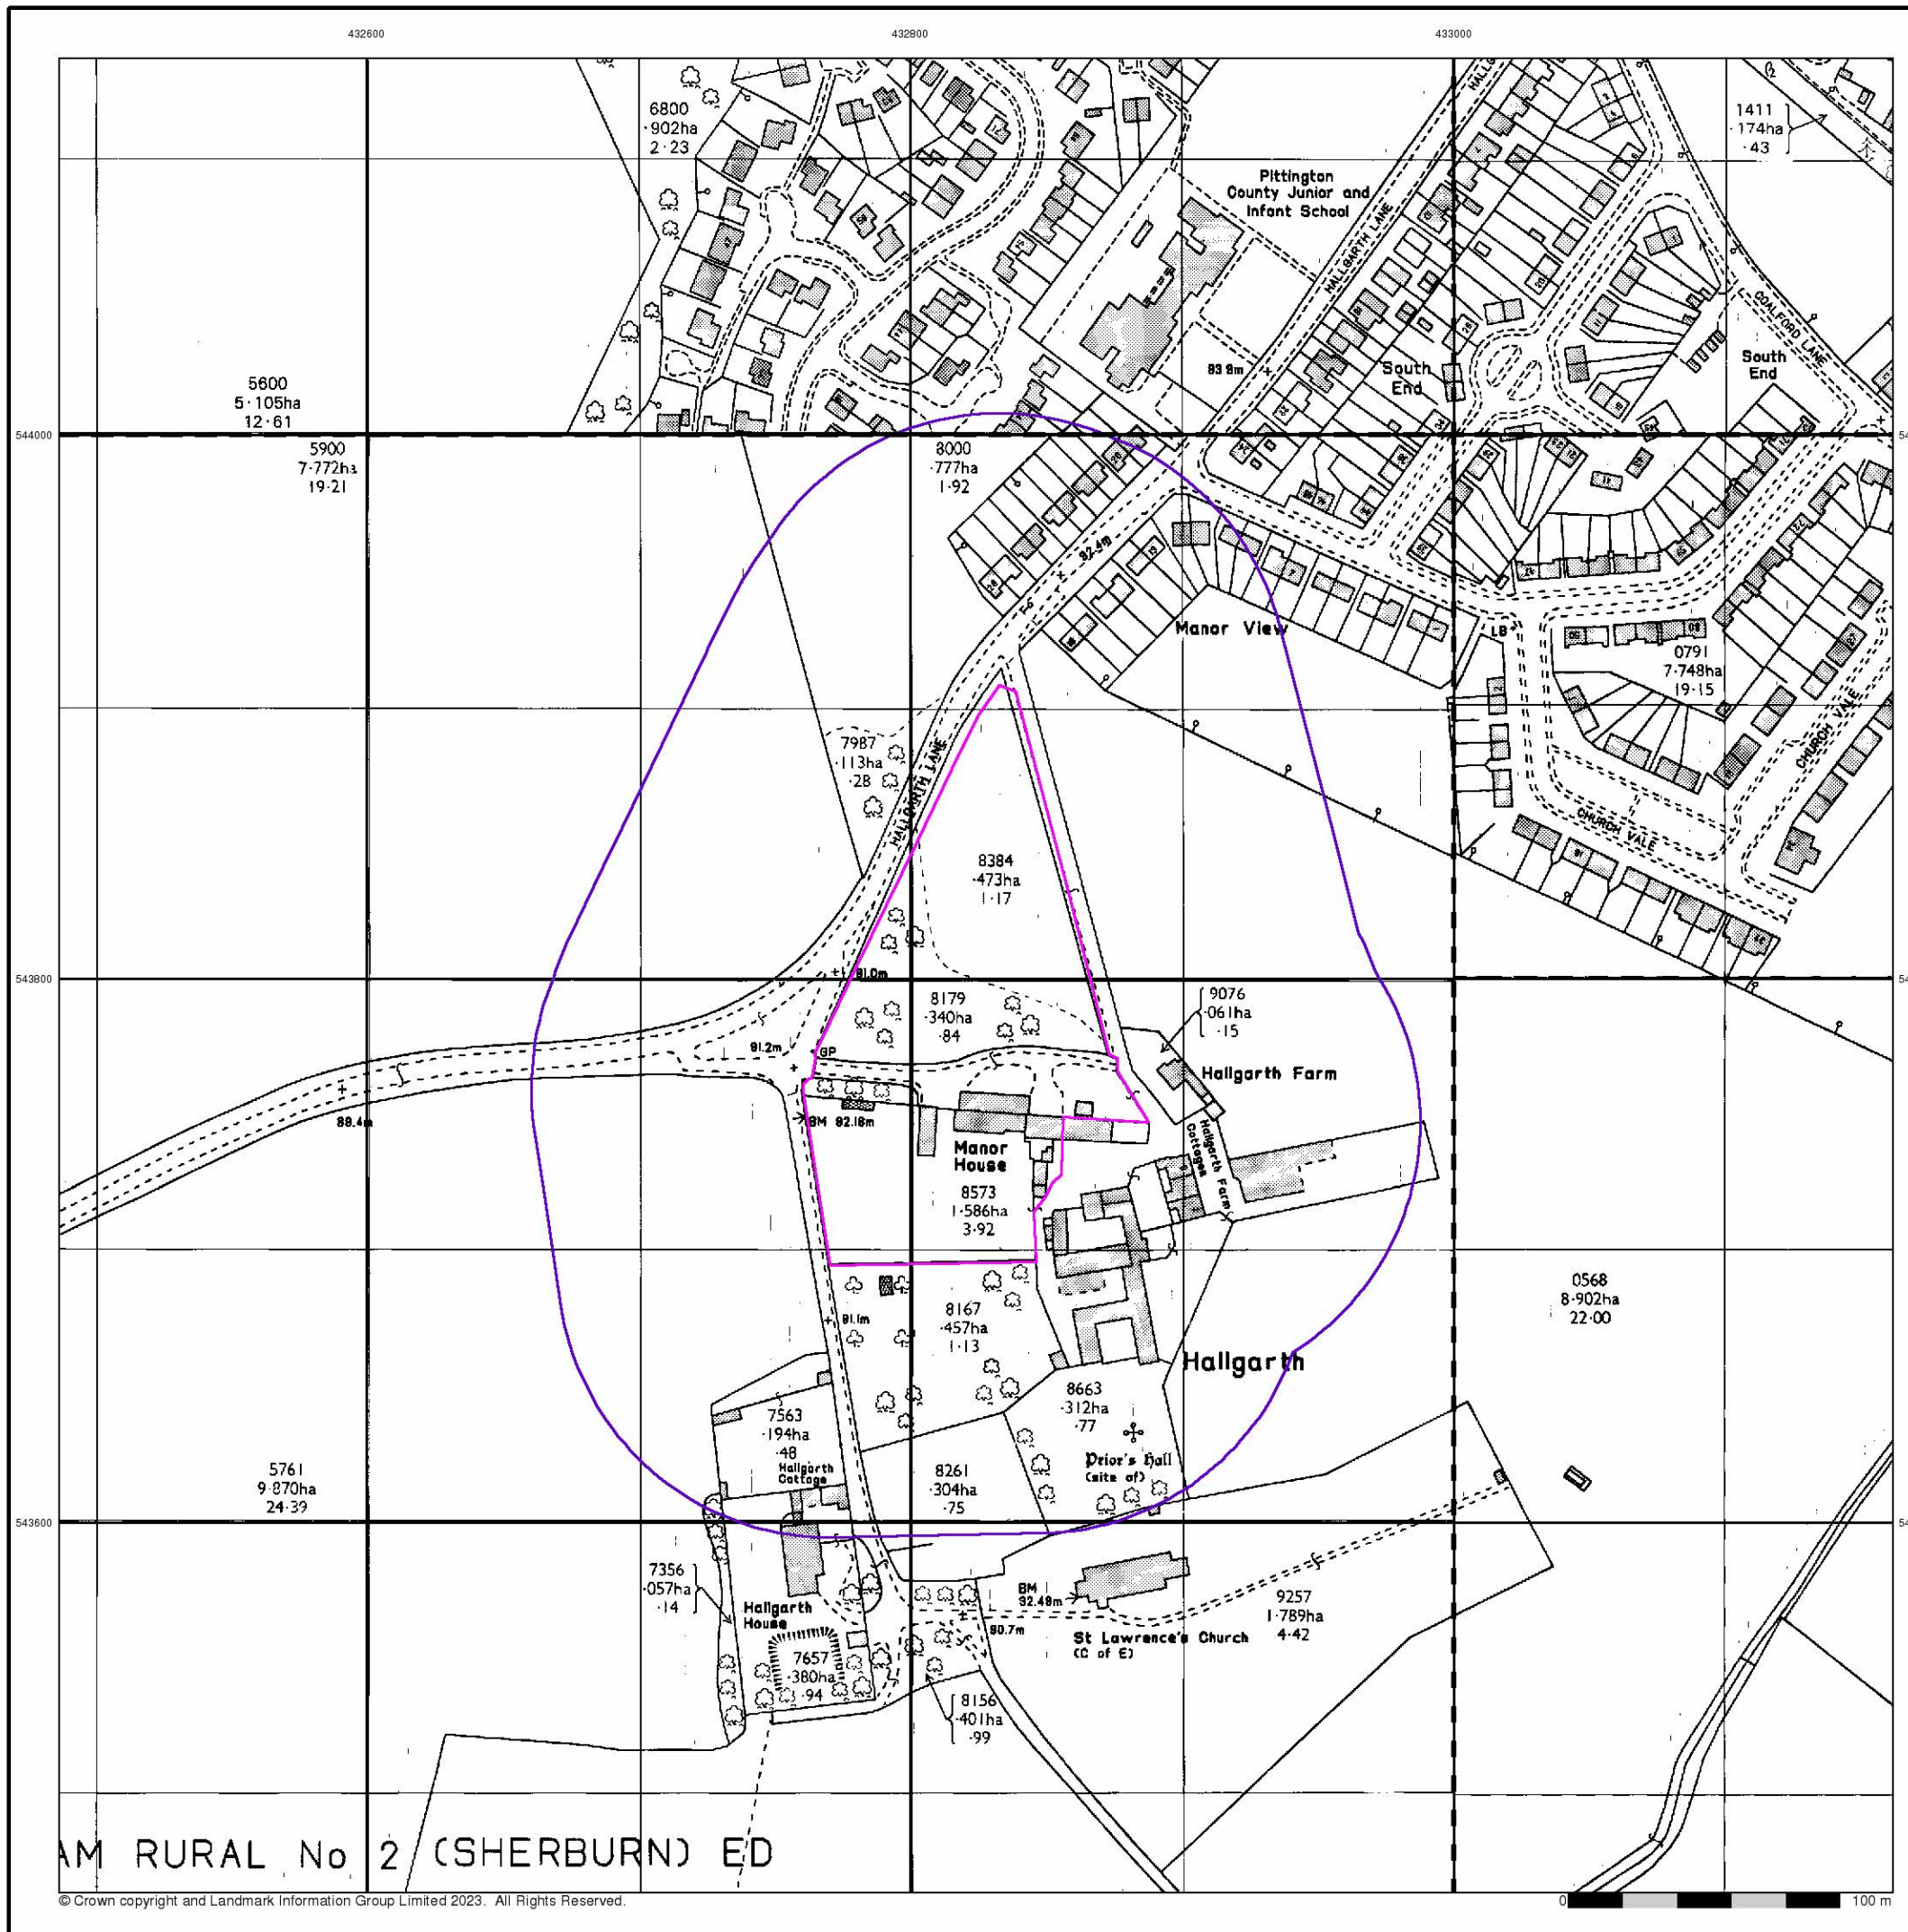 432600
432800
433000
6800
·902ha
2·23
1411
·174ha
·43
Pittington
County Junior and
Infant School
HALLGARTH LANE
COALFORD LANE
93·8m
South
End
South
End
5600
5·105ha
12·61
544000
5900
7·772ha
19·21
8000
·777ha
1·92
92·4m
Manor View
LB
0791
7·748ha
19·15
CHURCH VALE
CHURCH VALE
7987
·113ha
·28
HALLGARTH LANE
8384
·473ha
1·17
543800
91·0m
8179
·340ha
·84
9076
·061ha
·15
91·2m
GP
Hallgarth Farm
88·4m
BM 92·18m
Manor
House
Hallgarth Farm
Cottages
8573
1·586ha
3·92
0568
8·902ha
22·00
91·1m
8167
·457ha
1·13
Hallgarth
8663
·312ha
·77
7563
·194ha
·48
Hallgarth
Cottage
Prior's Hall
(site of)
5761
9·870ha
24·39
8261
·304ha
·75
543600
7356
·057ha
·14
BM
92·48m
9257
1·789ha
4·42
Hallgarth
House
90·7m
St Lawrence's Church
(C of E)
7657
·380ha
·94
8156
·401ha
·99
AM RURAL No 2 (SHERBURN) ED
© Crown copyright and Landmark Information Group Limited 2023. All Rights Reserved.
0
100 m